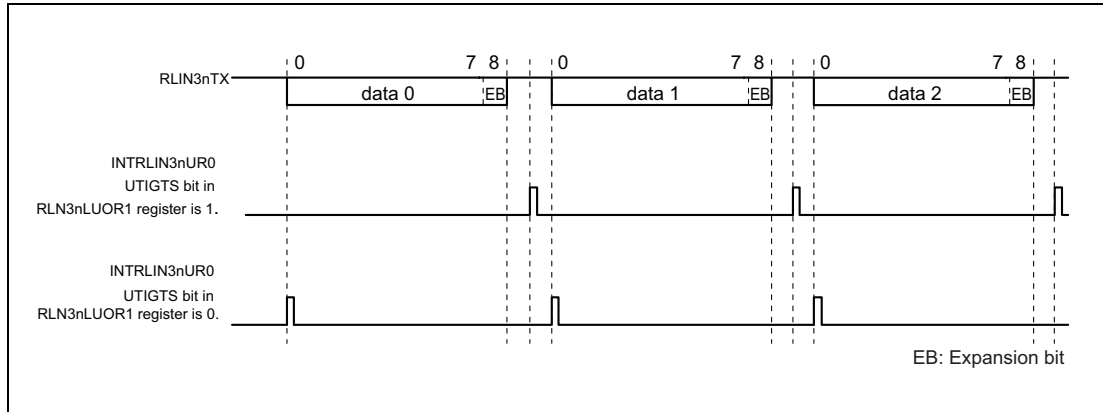 0 7 8 0 7 8 0 7 8
RLIN3nTX
data 0 EB data 1 EB data 2 EB
INTRLIN3nUR0
UTIGTS bit in
RLN3nLUOR1 register is 1.
INTRLIN3nUR0
UTIGTS bit in
RLN3nLUOR1 register is 0.
EB: Expansion bit